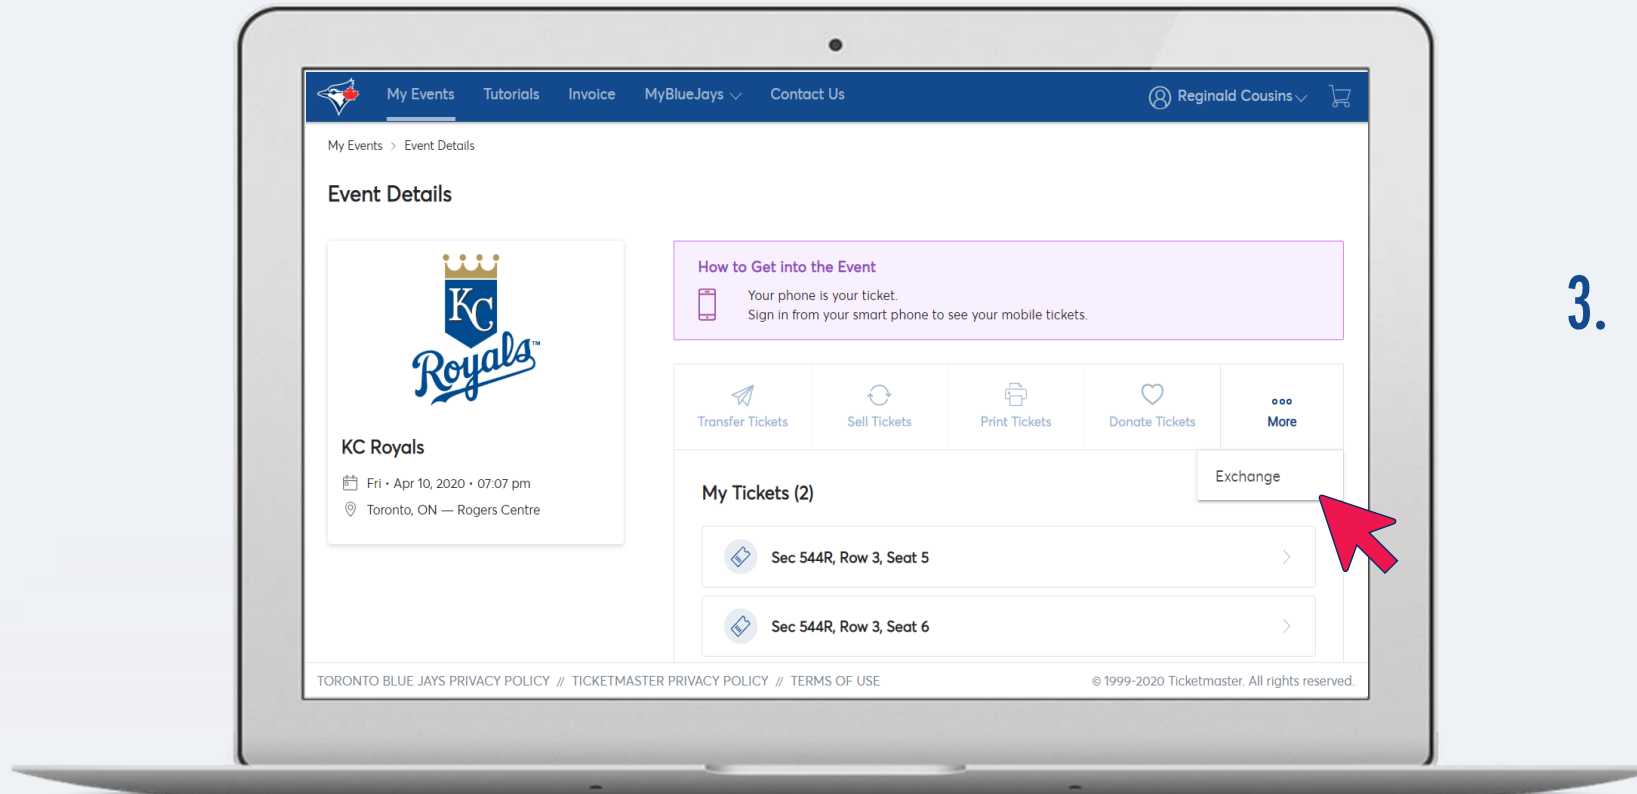 My Events Tutorials Invoice MyBlueJays Contact Us Reginald Cousins
My Events > Event Details
Event Details
KC
Royals™
KC Royals
Fri • Apr 10, 2020 • 07:07 pm
Toronto, ON — Rogers Centre
How to Get into the Event
Your phone is your ticket.
Sign in from your smart phone to see your mobile tickets.
Transfer Tickets Sell Tickets Print Tickets Donate Tickets More
Exchange
My Tickets (2)
Sec 544R, Row 3, Seat 5
Sec 544R, Row 3, Seat 6
TORONTO BLUE JAYS PRIVACY POLICY // TICKETMASTER PRIVACY POLICY // TERMS OF USE © 1999-2020 Ticketmaster. All rights reserved.
3.